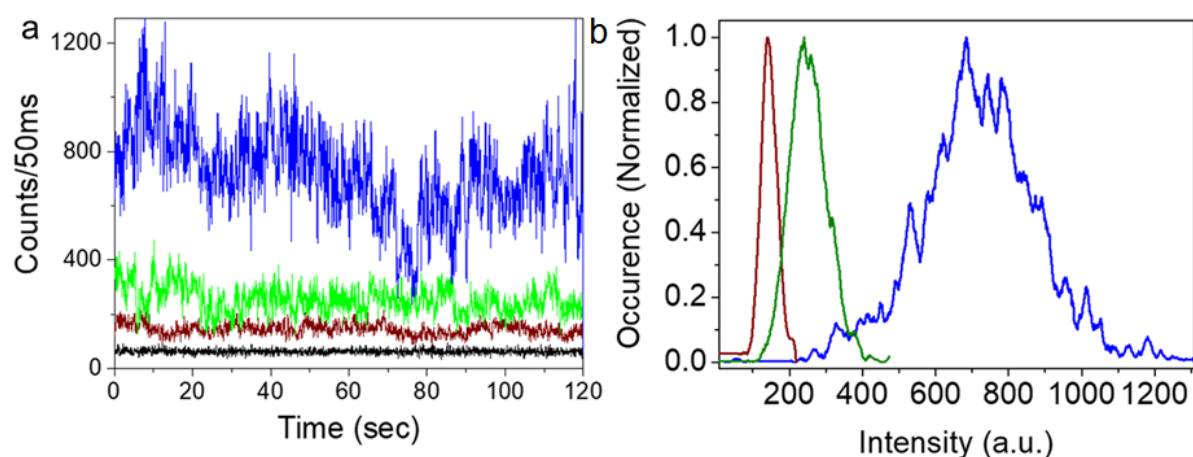 a
1200
800
400
0
Counts/50ms
0 20 40 60 80 100 120
Time (sec)
b
1.0
0.8
0.6
0.4
0.2
0.0
Occurence (Normalized)
200 400 600 800 1000 1200
Intensity (a.u.)